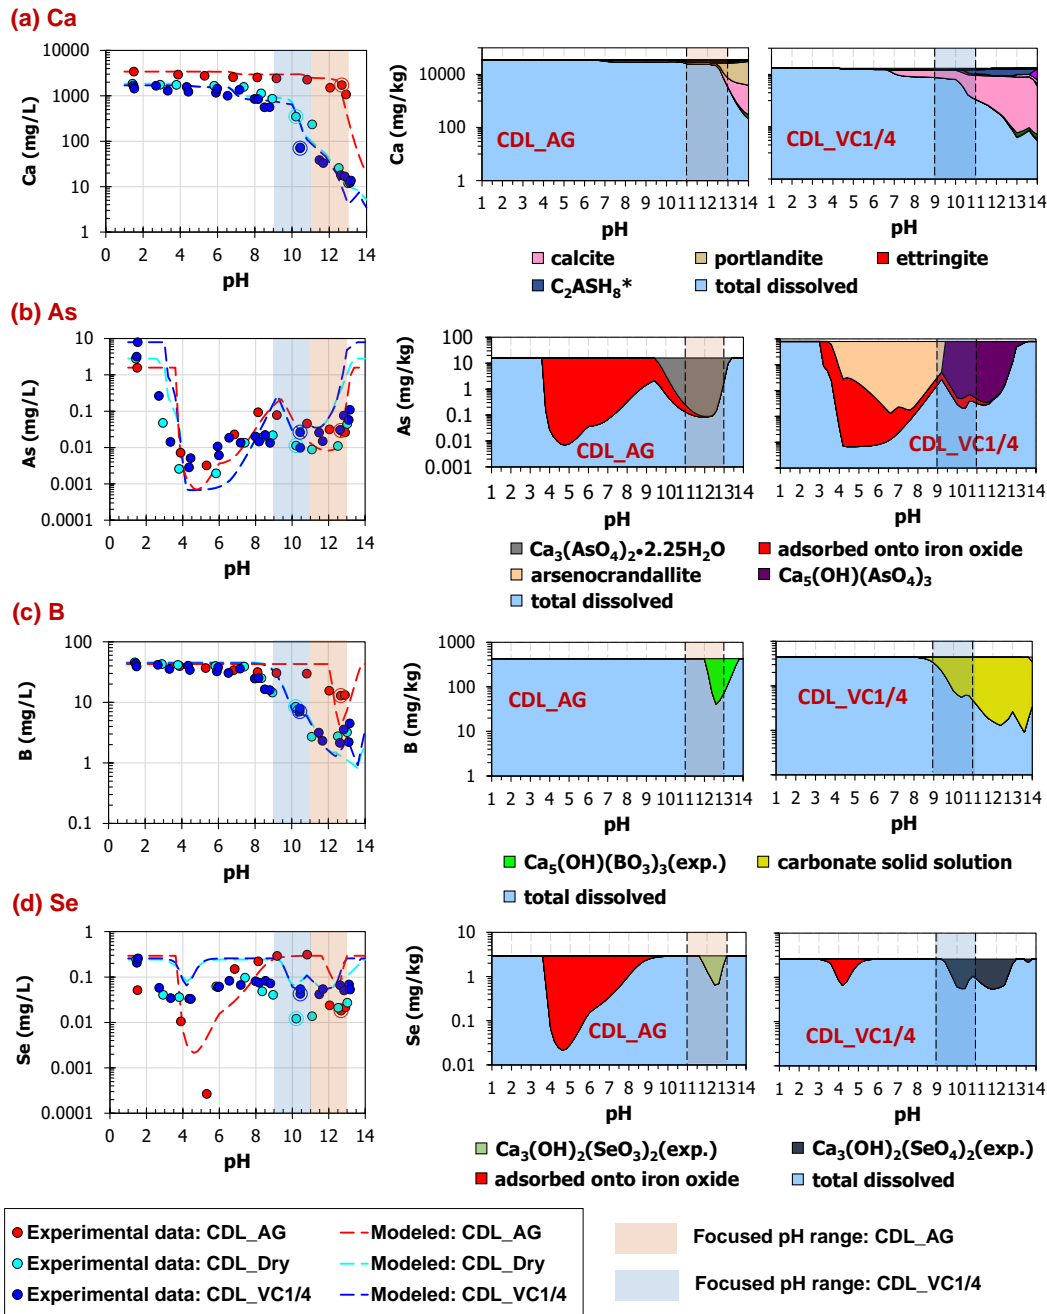 (a) Ca
10000
1000
100
10
1
Ca (mg/L)
0 2 4 6 8 10 12 14
pH
10000
100
1
Ca (mg/kg)
CDL_AG
1 2 3 4 5 6 7 8 9 10 11 12 13 14
pH
CDL_VC1/4
1 2 3 4 5 6 7 8 9 10 11 12 13 14
pH
calcite
portlandite
ettringite
C₂ASH₈*
total dissolved
(b) As
10
1
0.1
0.01
0.001
0.0001
As (mg/L)
0 2 4 6 8 10 12 14
pH
100
10
1
0.1
0.01
0.001
As (mg/kg)
CDL_AG
1 2 3 4 5 6 7 8 9 10 11 12 13 14
pH
CDL_VC1/4
1 2 3 4 5 6 7 8 9 10 11 12 13 14
pH
Ca₃(AsO₄)₂•2.25H₂O
adsorbed onto iron oxide
arsenocrandallite
Ca₅(OH)(AsO₄)₃
total dissolved
(c) B
100
10
1
0.1
B (mg/L)
0 2 4 6 8 10 12 14
pH
1000
100
10
1
B (mg/kg)
CDL_AG
1 2 3 4 5 6 7 8 9 10 11 12 13 14
pH
CDL_VC1/4
1 2 3 4 5 6 7 8 9 10 11 12 13 14
pH
Ca₅(OH)(BO₃)₃(exp.)
carbonate solid solution
total dissolved
(d) Se
1
0.1
0.01
0.001
0.0001
Se (mg/L)
0 2 4 6 8 10 12 14
pH
10
1
0.1
0.01
Se (mg/kg)
CDL_AG
1 2 3 4 5 6 7 8 9 10 11 12 13 14
pH
CDL_VC1/4
1 2 3 4 5 6 7 8 9 10 11 12 13 14
pH
Ca₃(OH)₂(SeO₃)₂(exp.)
Ca₃(OH)₂(SeO₄)₂(exp.)
adsorbed onto iron oxide
total dissolved
Experimental data: CDL_AG
Modeled: CDL_AG
Experimental data: CDL_Dry
Modeled: CDL_Dry
Experimental data: CDL_VC1/4
Modeled: CDL_VC1/4
Focused pH range: CDL_AG
Focused pH range: CDL_VC1/4